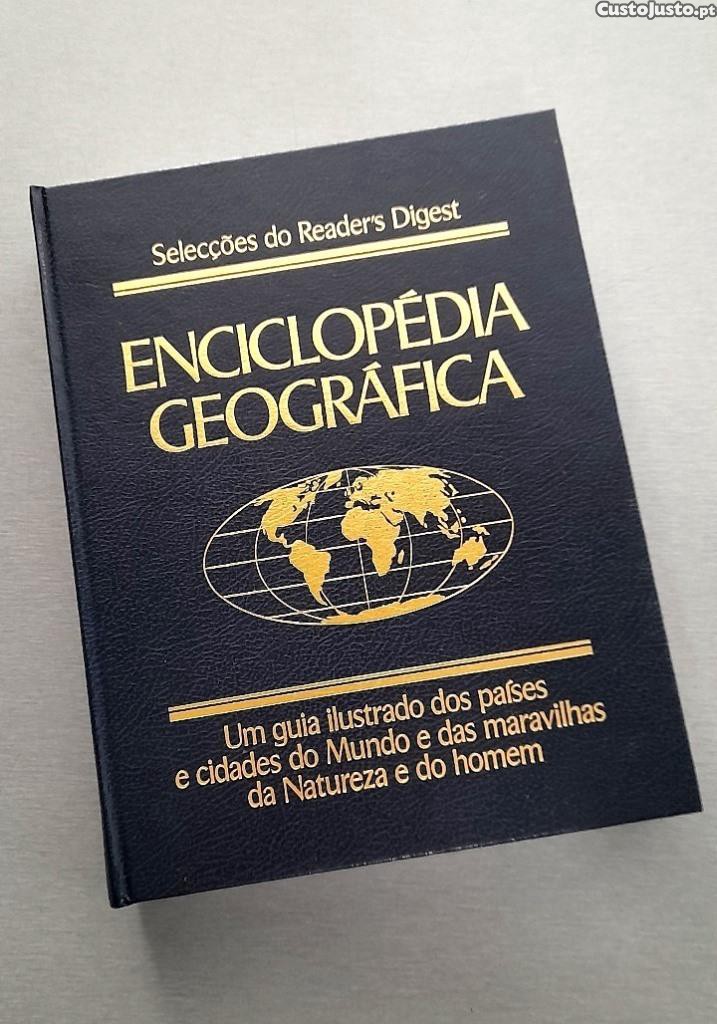 CustoJusto.pt
Selecções do Reader's Digest
ENCICLOPÉDIA
GEOGRÁFICA
Um guia ilustrado dos países
e cidades do Mundo e das maravilhas
da Natureza e do homem